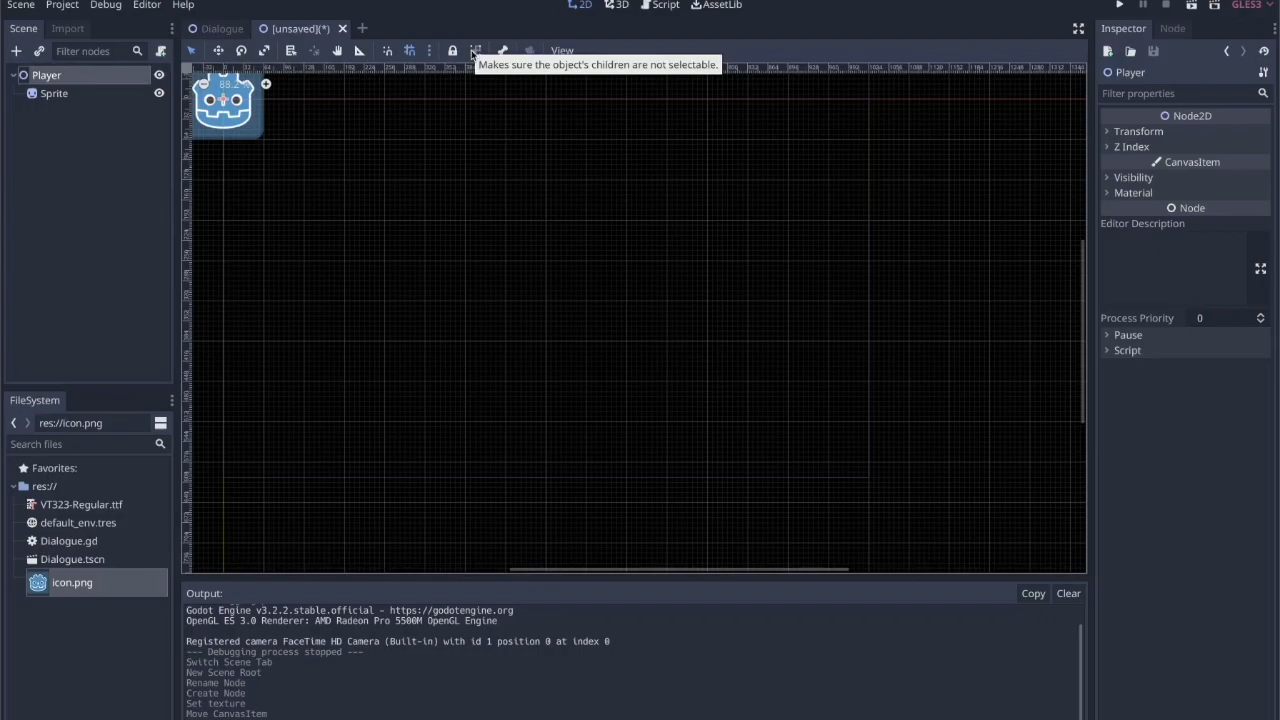 Scene Project Debug Editor Help
2D 3D Script AssetLib
GLES3
Scene Import
Dialogue [unsaved](*)
Inspector Node
Filter nodes
View
Makes sure the object's children are not selectable.
Player
Sprite
88.2 %
Player
Filter properties
Node2D
Transform
Z Index
CanvasItem
Visibility
Material
Node
Editor Description
Process Priority 0
Pause
Script
FileSystem
res://icon.png
Search files
Favorites:
res://
VT323-Regular.ttf
default_env.tres
Dialogue.gd
Dialogue.tscn
icon.png
Output:
Copy Clear
Godot Engine v3.2.2.stable.official - https://godotengine.org
OpenGL ES 3.0 Renderer: AMD Radeon Pro 5500M OpenGL Engine
Registered camera FaceTime HD Camera (Built-in) with id 1 position 0 at index 0
--- Debugging process stopped ---
Switch Scene Tab
New Scene Root
Rename Node
Create Node
Set texture
Move CanvasItem